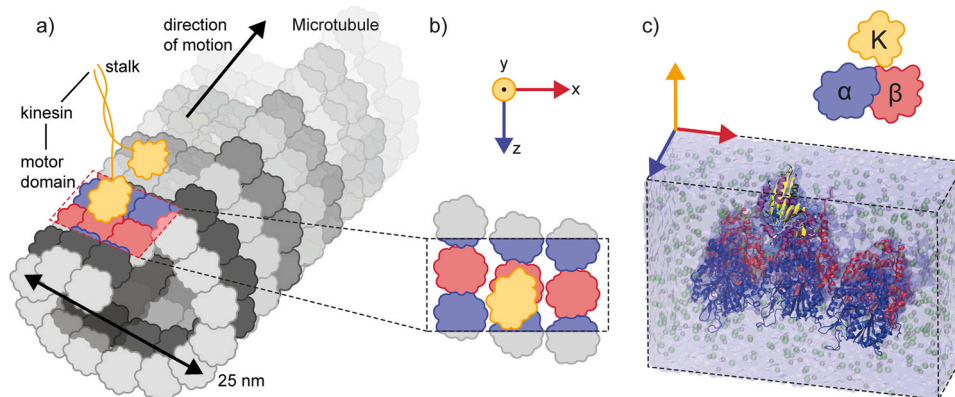 a)
direction
of motion
Microtubule
stalk
kinesin
motor
domain
25 nm
b)
y
x
z
c)
K
α
β